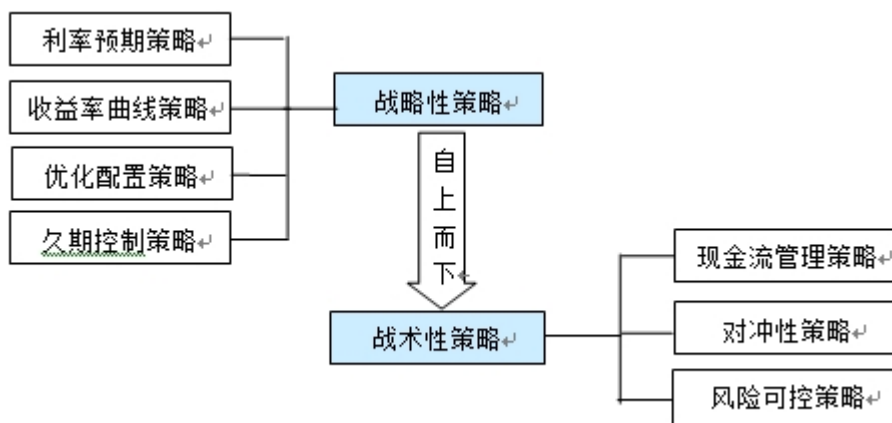 利率预期策略
收益率曲线策略
优化配置策略
久期控制策略
战略性策略
自
上
而
下
战术性策略
现金流管理策略
对冲性策略
风险可控策略